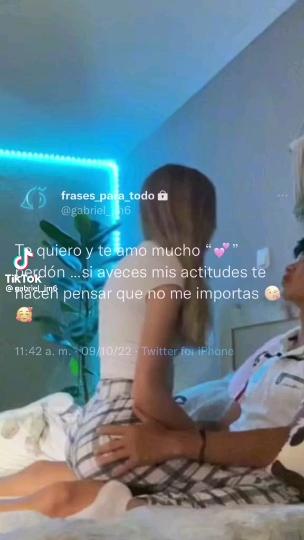 frases_para_todo
@gabriel_im6
Te quiero y te amo mucho “💕”
perdón ...si aveces mis actitudes te
hacen pensar que no me importas 🥺
🥰
TikTok
@gabriel_im6
11:42 a. m. · 09/10/22 · Twitter for iPhone